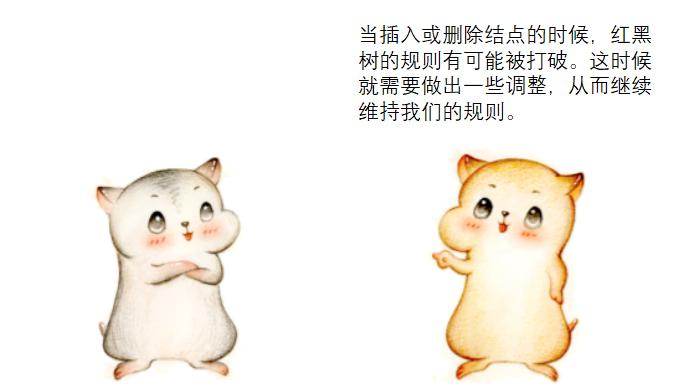 当插入或删除结点的时候，红黑
树的规则有可能被打破。这时候
就需要做出一些调整，从而继续
维持我们的规则。